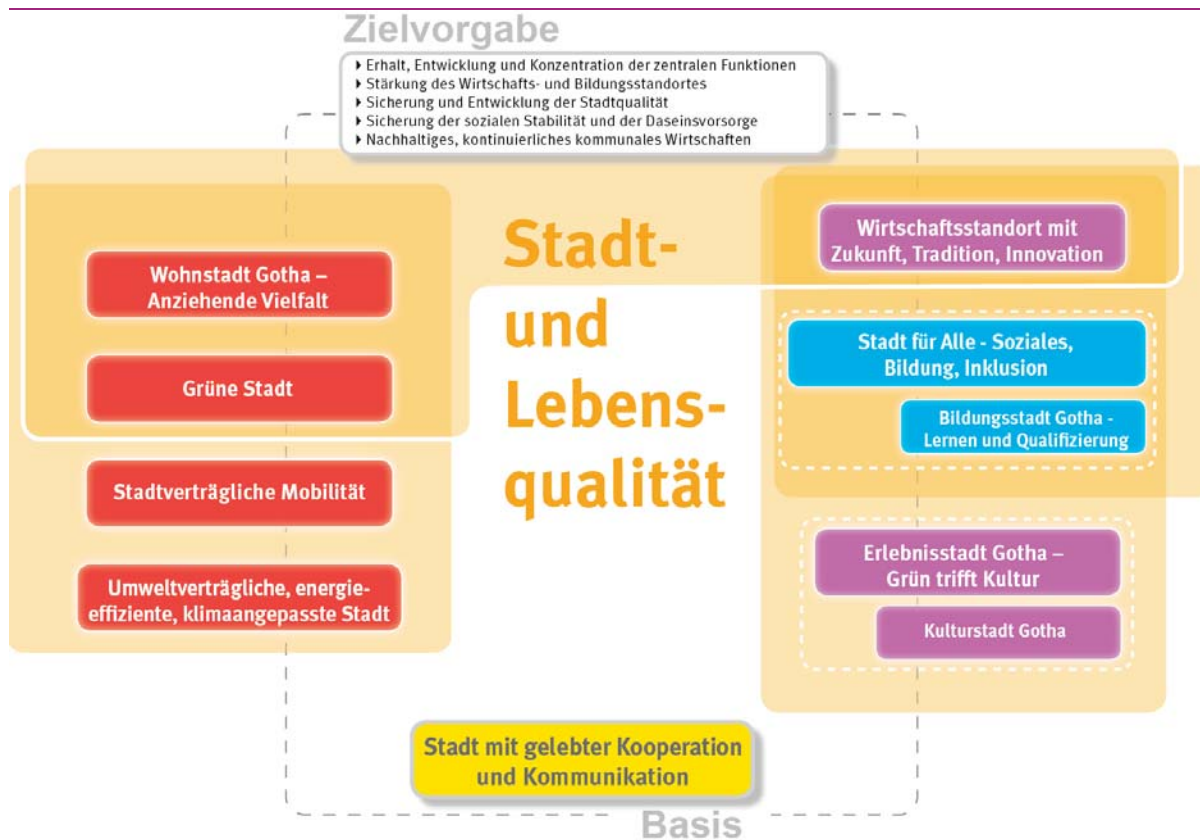 Zielvorgabe
‣ Erhalt, Entwicklung und Konzentration der zentralen Funktionen
‣ Stärkung des Wirtschafts- und Bildungsstandortes
‣ Sicherung und Entwicklung der Stadtqualität
‣ Sicherung der sozialen Stabilität und der Daseinsvorsorge
‣ Nachhaltiges, kontinuierliches kommunales Wirtschaften
Wohnstadt Gotha –
Anziehende Vielfalt
Grüne Stadt
Stadtverträgliche Mobilität
Umweltverträgliche, energie-
effiziente, klimaangepasste Stadt
Stadt-
und
Lebens-
qualität
Wirtschaftsstandort mit
Zukunft, Tradition, Innovation
Stadt für Alle - Soziales,
Bildung, Inklusion
Bildungsstadt Gotha -
Lernen und Qualifizierung
Erlebnisstadt Gotha –
Grün trifft Kultur
Kulturstadt Gotha
Stadt mit gelebter Kooperation
und Kommunikation
Basis